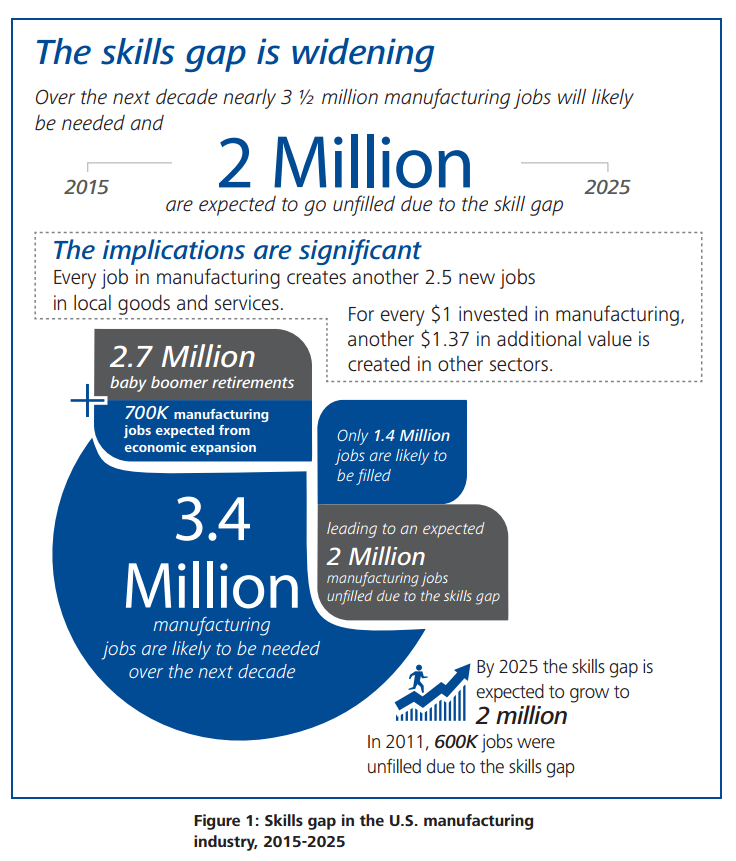 The skills gap is widening
Over the next decade nearly 3 ½ million manufacturing jobs will likely
be needed and
2 Million
2015
2025
are expected to go unfilled due to the skill gap
The implications are significant
Every job in manufacturing creates another 2.5 new jobs
in local goods and services.
For every $1 invested in manufacturing,
another $1.37 in additional value is
created in other sectors.
2.7 Million
baby boomer retirements
+
700K manufacturing
jobs expected from
economic expansion
Only 1.4 Million
jobs are likely to
be filled
3.4
Million
manufacturing
jobs are likely to be needed
over the next decade
leading to an expected
2 Million
manufacturing jobs
unfilled due to the skills gap
By 2025 the skills gap is
expected to grow to
2 million
In 2011, 600K jobs were
unfilled due to the skills gap
Figure 1: Skills gap in the U.S. manufacturing
industry, 2015-2025